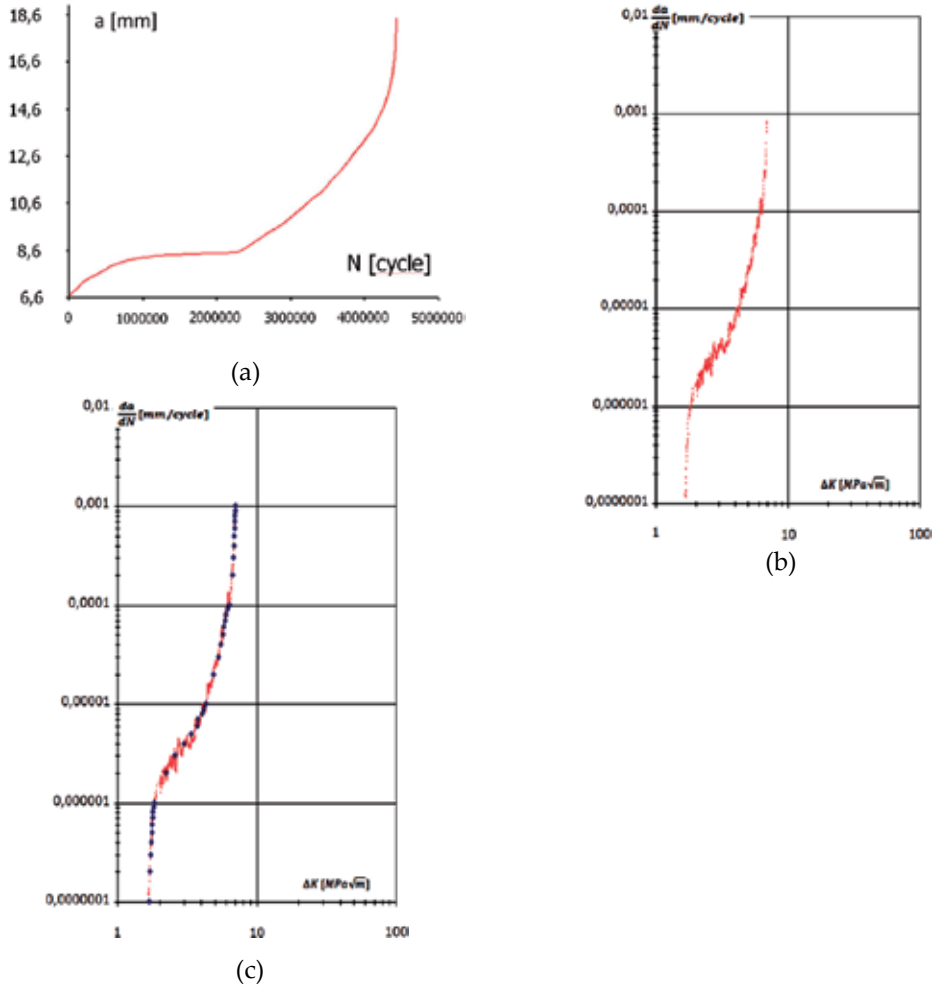 a [mm]
18,6
16,6
14,6
12,6
10,6
8,6
6,6
N [cycle]
0 1000000 2000000 3000000 4000000 5000000
(a)
0,01 da/dN [mm/cycle]
0,001
0,0001
0,00001
0,000001
0,0000001
ΔK [MPa√m]
1 10 100
(b)
0,01 da/dN [mm/cycle]
0,001
0,0001
0,00001
0,000001
0,0000001
ΔK [MPa√m]
1 10 100
(c)